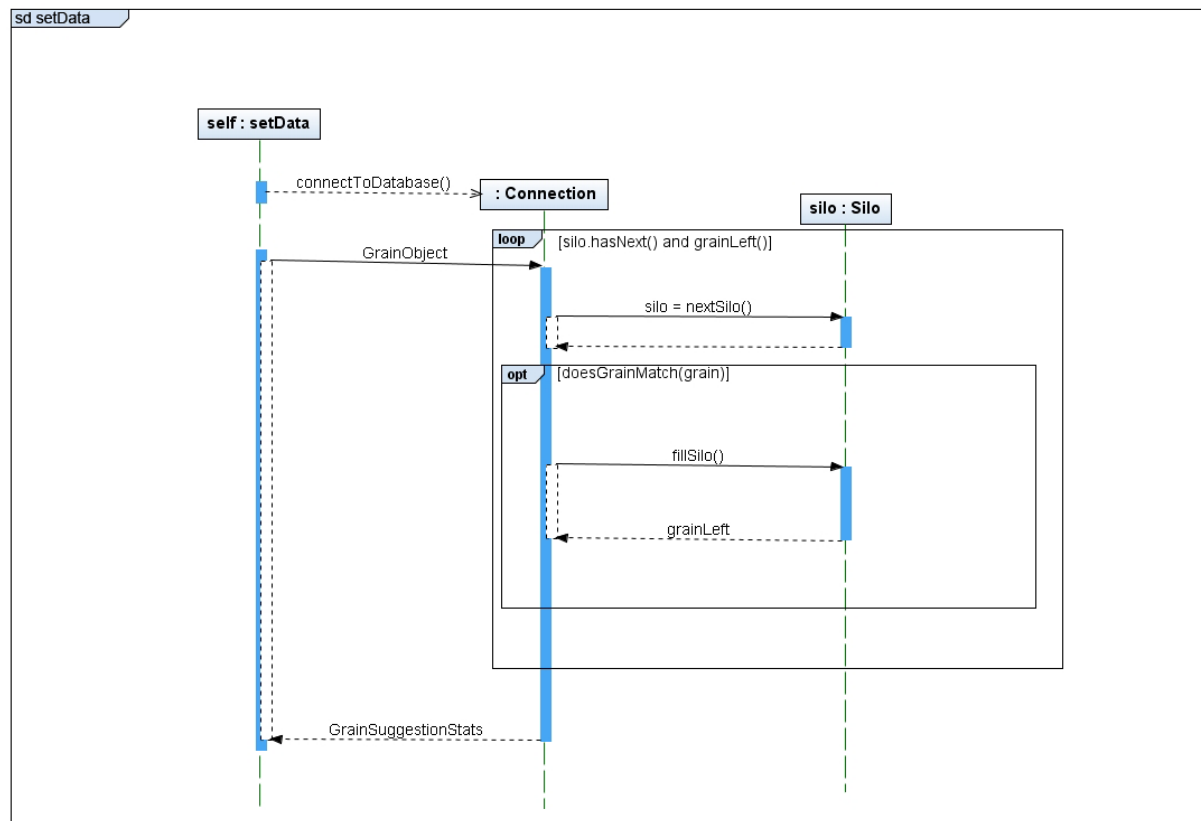 sd setData
self : setData
connectToDatabase()
: Connection
silo : Silo
loop
[silo.hasNext() and grainLeft()]
GrainObject
silo = nextSilo()
opt
[doesGrainMatch(grain)]
fillSilo()
grainLeft
GrainSuggestionStats